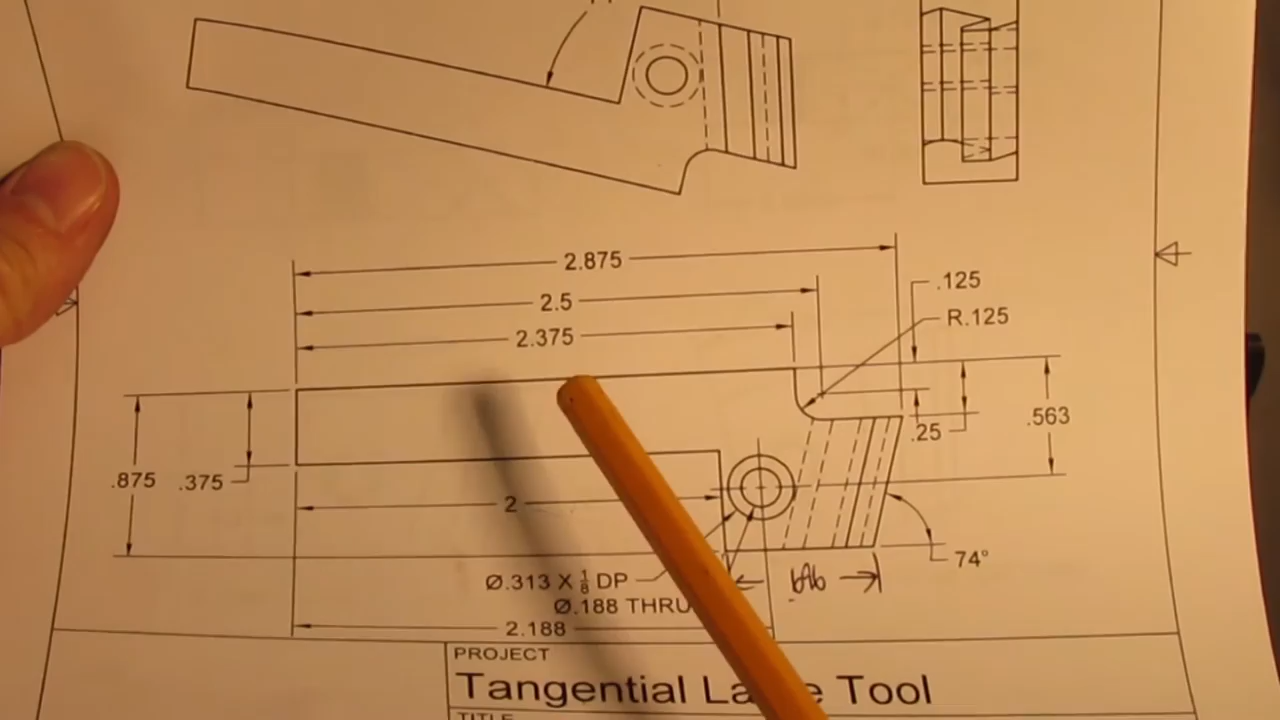 2.875
2.5
.125
R.125
2.375
.563
.25
.875
.375
2
74°
Ø.313 X 1/8 DP
Ø.188 THRU
2.188
PROJECT
Tangential Tool